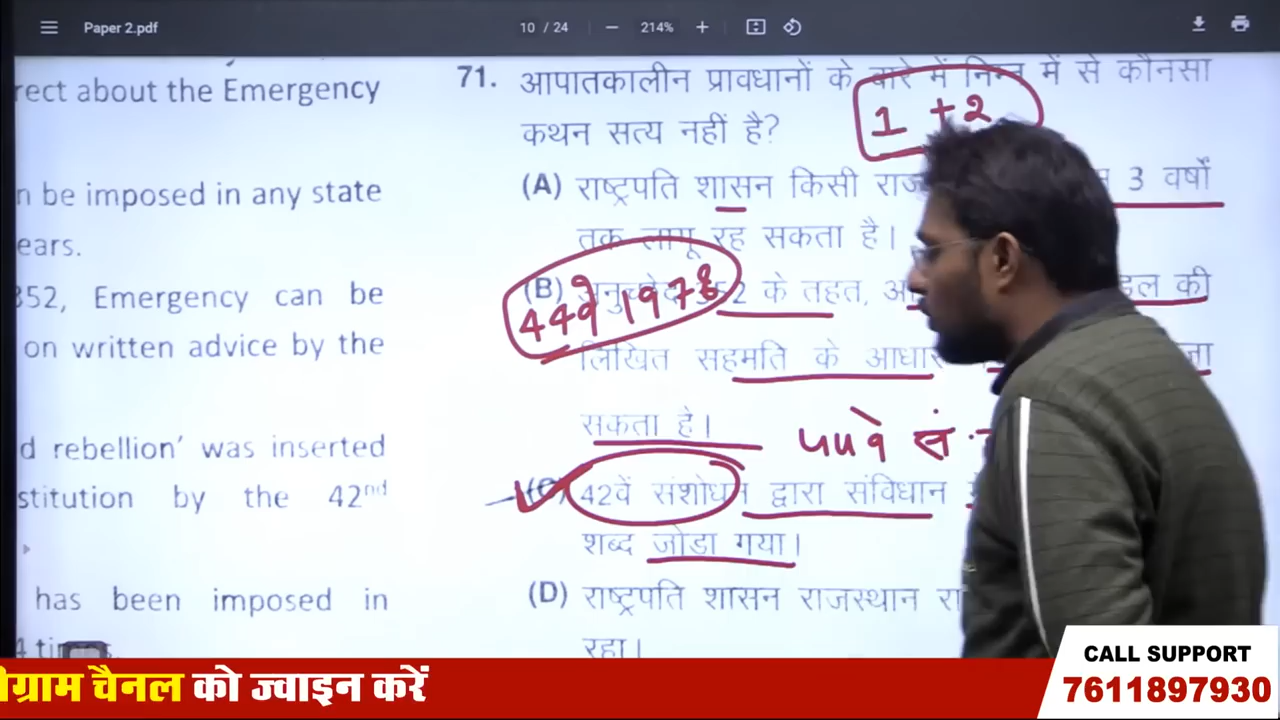 Paper 2.pdf
10 / 24
214%
rect about the Emergency
n be imposed in any state
ears.
352, Emergency can be
on written advice by the
d rebellion’ was inserted
stitution by the 42nd
has been imposed in
71. आपातकालीन प्रावधानों के बारे में निम्न में से कौनसा
1 + 2
कथन सत्य नहीं है?
(A) राष्ट्रपति शासन किसी 3 वर्षों
तक लागू रह सकता है।
(B) के तहत, की
44वे 1978
लिखित सहमति के आधार
सकता है।
(C) 42वें संशोधन द्वारा संविधान
शब्द जोडा गया।
(D) राष्ट्रपति शासन राजस्थान
रहा।
चैनल को ज्वाइन करें
CALL SUPPORT
7611897930